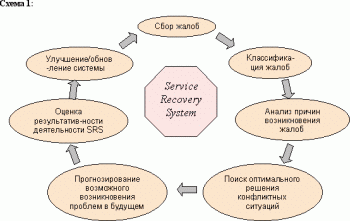 Схема 1:
Сбор жалоб
Классифика-
ция жалоб
Анализ причин
возникновения
жалоб
Поиск оптимального
решения
конфликтных
ситуаций
Прогнозирование
возможного
возникновения
проблем в будущем
Оценка
результатив-ности
деятельности SRS
Улучшение/обнов
-ление системы
Service
Recovery
System